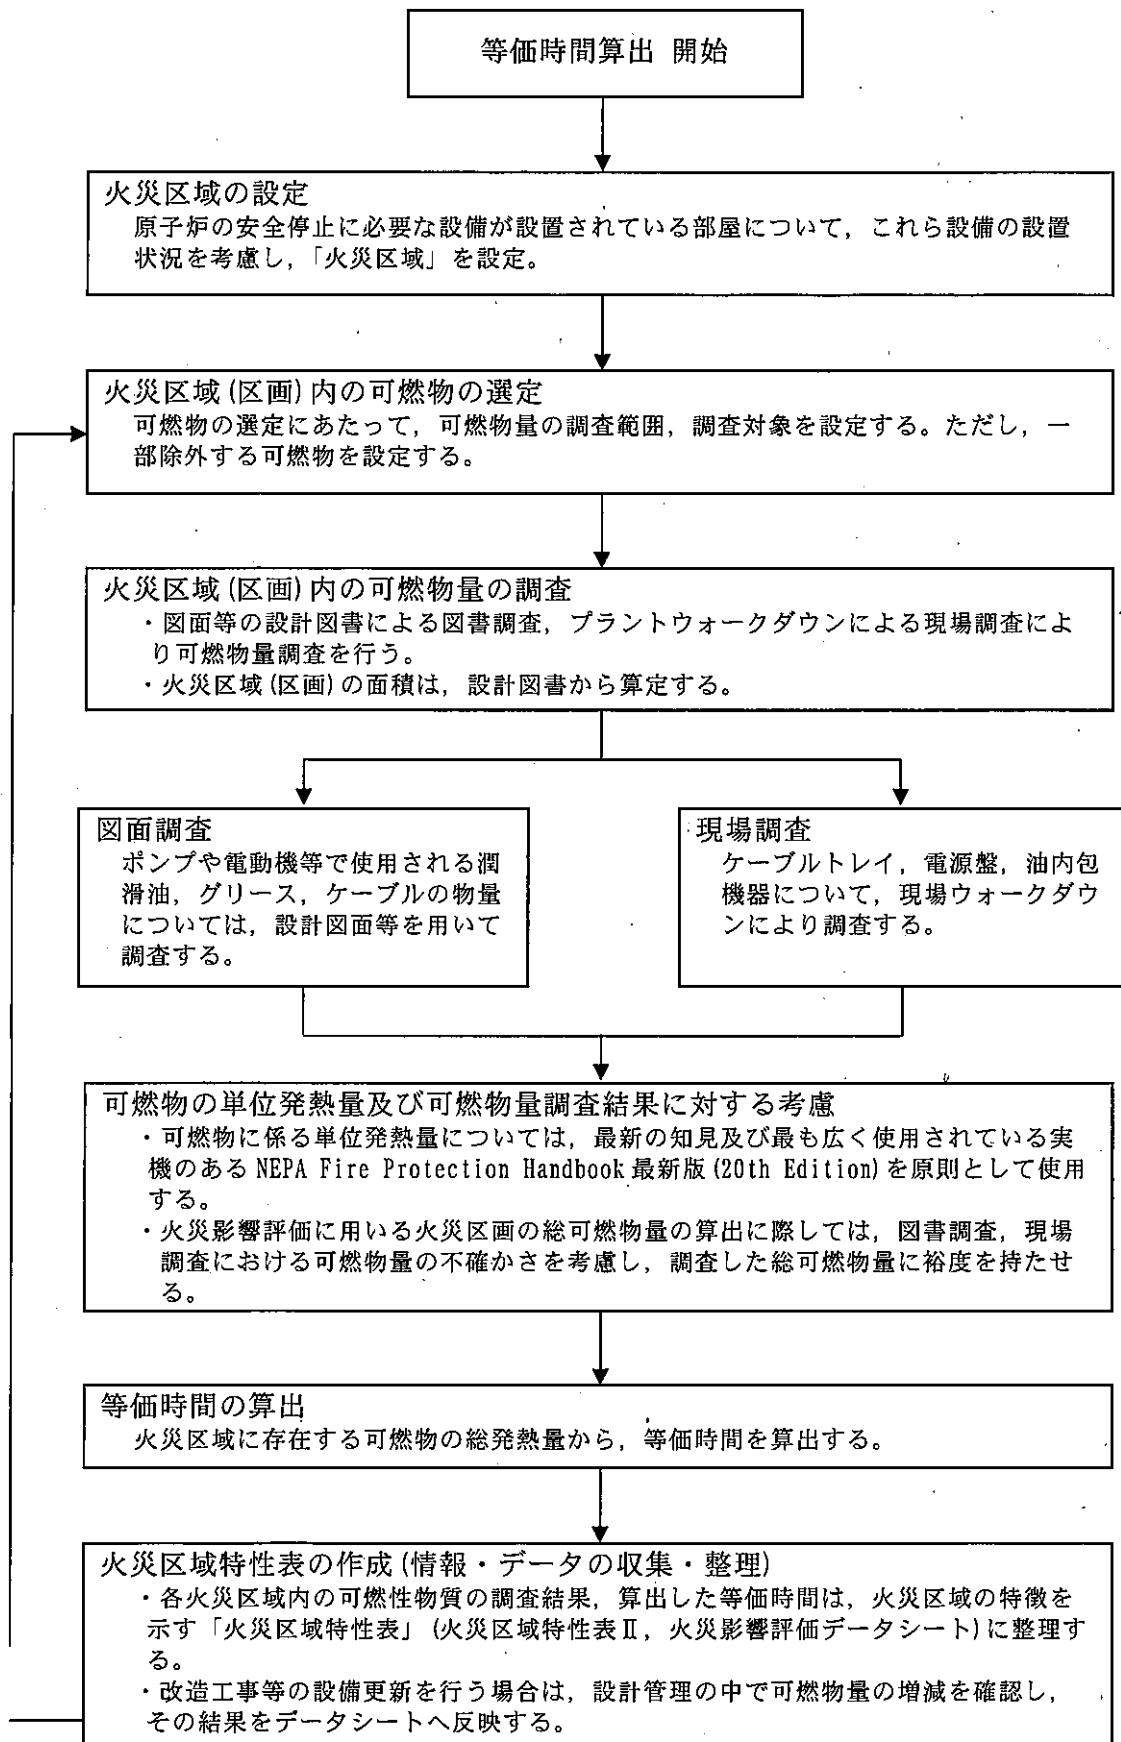 等価時間算出 開始
火災区域の設定
原子炉の安全停止に必要な設備が設置されている部屋について，これら設備の設置
状況を考慮し，「火災区域」を設定。
火災区域(区画)内の可燃物の選定
可燃物の選定にあたって，可燃物量の調査範囲，調査対象を設定する。ただし，一
部除外する可燃物を設定する。
火災区域(区画)内の可燃物量の調査
・図面等の設計図書による図書調査，プラントウォークダウンによる現場調査によ
り可燃物量調査を行う。
・火災区域(区画)の面積は，設計図書から算定する。
図面調査
ポンプや電動機等で使用される潤
滑油，グリース，ケーブルの物量
については，設計図面等を用いて
調査する。
現場調査
ケーブルトレイ，電源盤，油内包
機器について，現場ウォークダウ
ンにより調査する。
可燃物の単位発熱量及び可燃物量調査結果に対する考慮
・可燃物に係る単位発熱量については，最新の知見及び最も広く使用されている実
機のある NEPA Fire Protection Handbook 最新版(20th Edition)を原則として使用
する。
・火災影響評価に用いる火災区画の総可燃物量の算出に際しては，図書調査，現場
調査における可燃物量の不確かさを考慮し，調査した総可燃物量に裕度を持たせ
る。
等価時間の算出
火災区域に存在する可燃物の総発熱量から，等価時間を算出する。
火災区域特性表の作成(情報・データの収集・整理)
・各火災区域内の可燃性物質の調査結果，算出した等価時間は，火災区域の特徴を
示す「火災区域特性表」(火災区域特性表Ⅱ，火災影響評価データシート)に整理す
る。
・改造工事等の設備更新を行う場合は，設計管理の中で可燃物量の増減を確認し，
その結果をデータシートへ反映する。